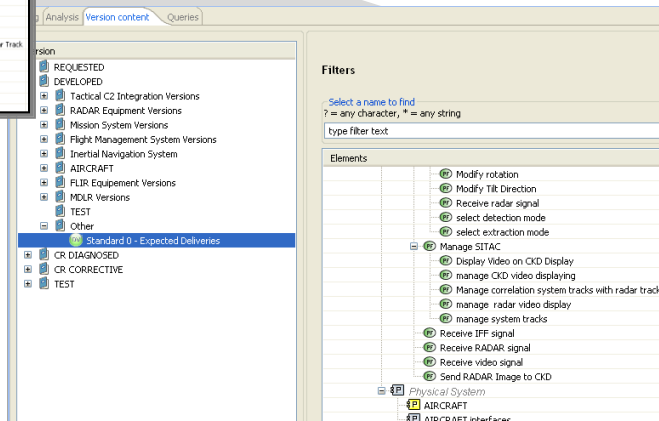 Analysis Version content Queries
r Track
rsion
REQUESTED
DEVELOPED
Tactical C2 Integration Versions
RADAR Equipment Versions
Mission System Versions
Flight Management System Versions
Inertial Navigation System
AIRCRAFT
FLIR Equipement Versions
MDLR Versions
TEST
Other
Standard 0 - Expected Deliveries
CR DIAGNOSED
CR CORRECTIVE
TEST
Filters
Select a name to find
? = any character, * = any string
type filter text
Elements
Modify rotation
Modify Tilt Direction
Receive radar signal
select detection mode
select extraction mode
Manage SITAC
Display Video on CKD Display
manage CKD video displaying
Manage correlation system tracks with radar track
manage radar video display
manage system tracks
Receive IFF signal
Receive RADAR signal
Receive video signal
Send RADAR Image to CKD
Physical System
AIRCRAFT
AIRCRAFT interfaces